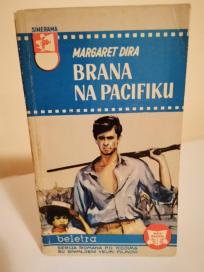 SINERAMA
MARGARET DIRA
BRANA
NA PACIFIKU
beletra
SERIJA ROMANA PO KOJIMA
SU SNIMLJENI VELIKI FILMOVI